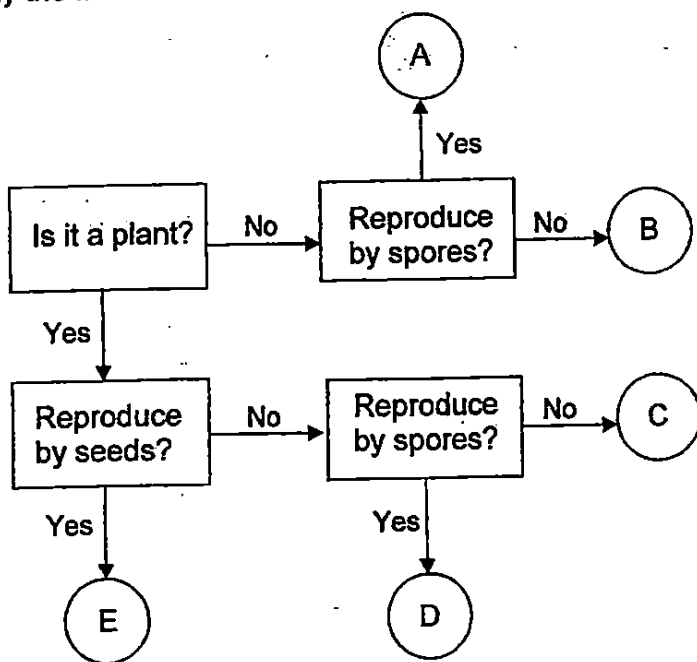 A
Yes
Is it a plant?
No
Reproduce
by spores?
No
B
Yes
Reproduce
by seeds?
No
Reproduce
by spores?
No
C
Yes
Yes
E
D